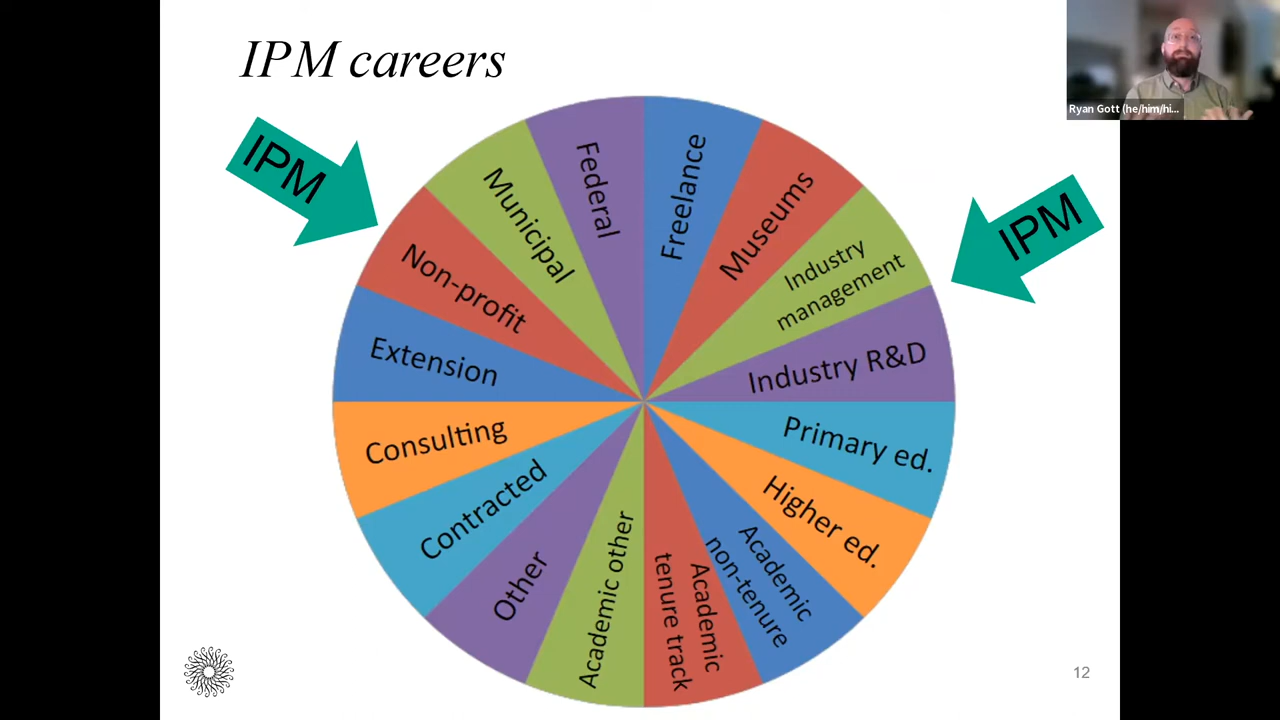 IPM careers
Ryan Gott (he/him/hi...
IPM
IPM
Federal
Freelance
Municipal
Museums
Non-profit
Industry
management
Extension
Industry R&D
Consulting
Primary ed.
Contracted
Higher ed.
Other
Academic other
Academic
tenure track
Academic
non-tenure
12